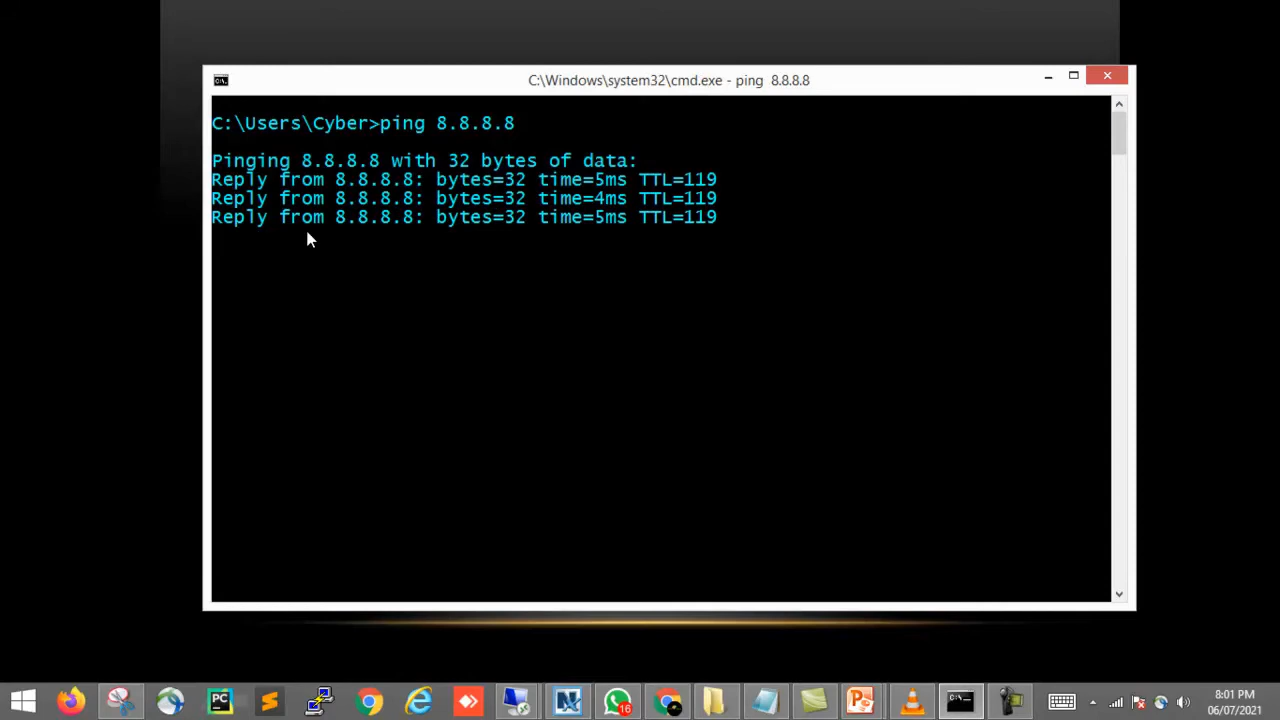 C:\Windows\system32\cmd.exe - ping  8.8.8.8
C:\Users\Cyber>ping 8.8.8.8
Pinging 8.8.8.8 with 32 bytes of data:
Reply from 8.8.8.8: bytes=32 time=5ms TTL=119
Reply from 8.8.8.8: bytes=32 time=4ms TTL=119
Reply from 8.8.8.8: bytes=32 time=5ms TTL=119
PC
16
8:01 PM
06/07/2021